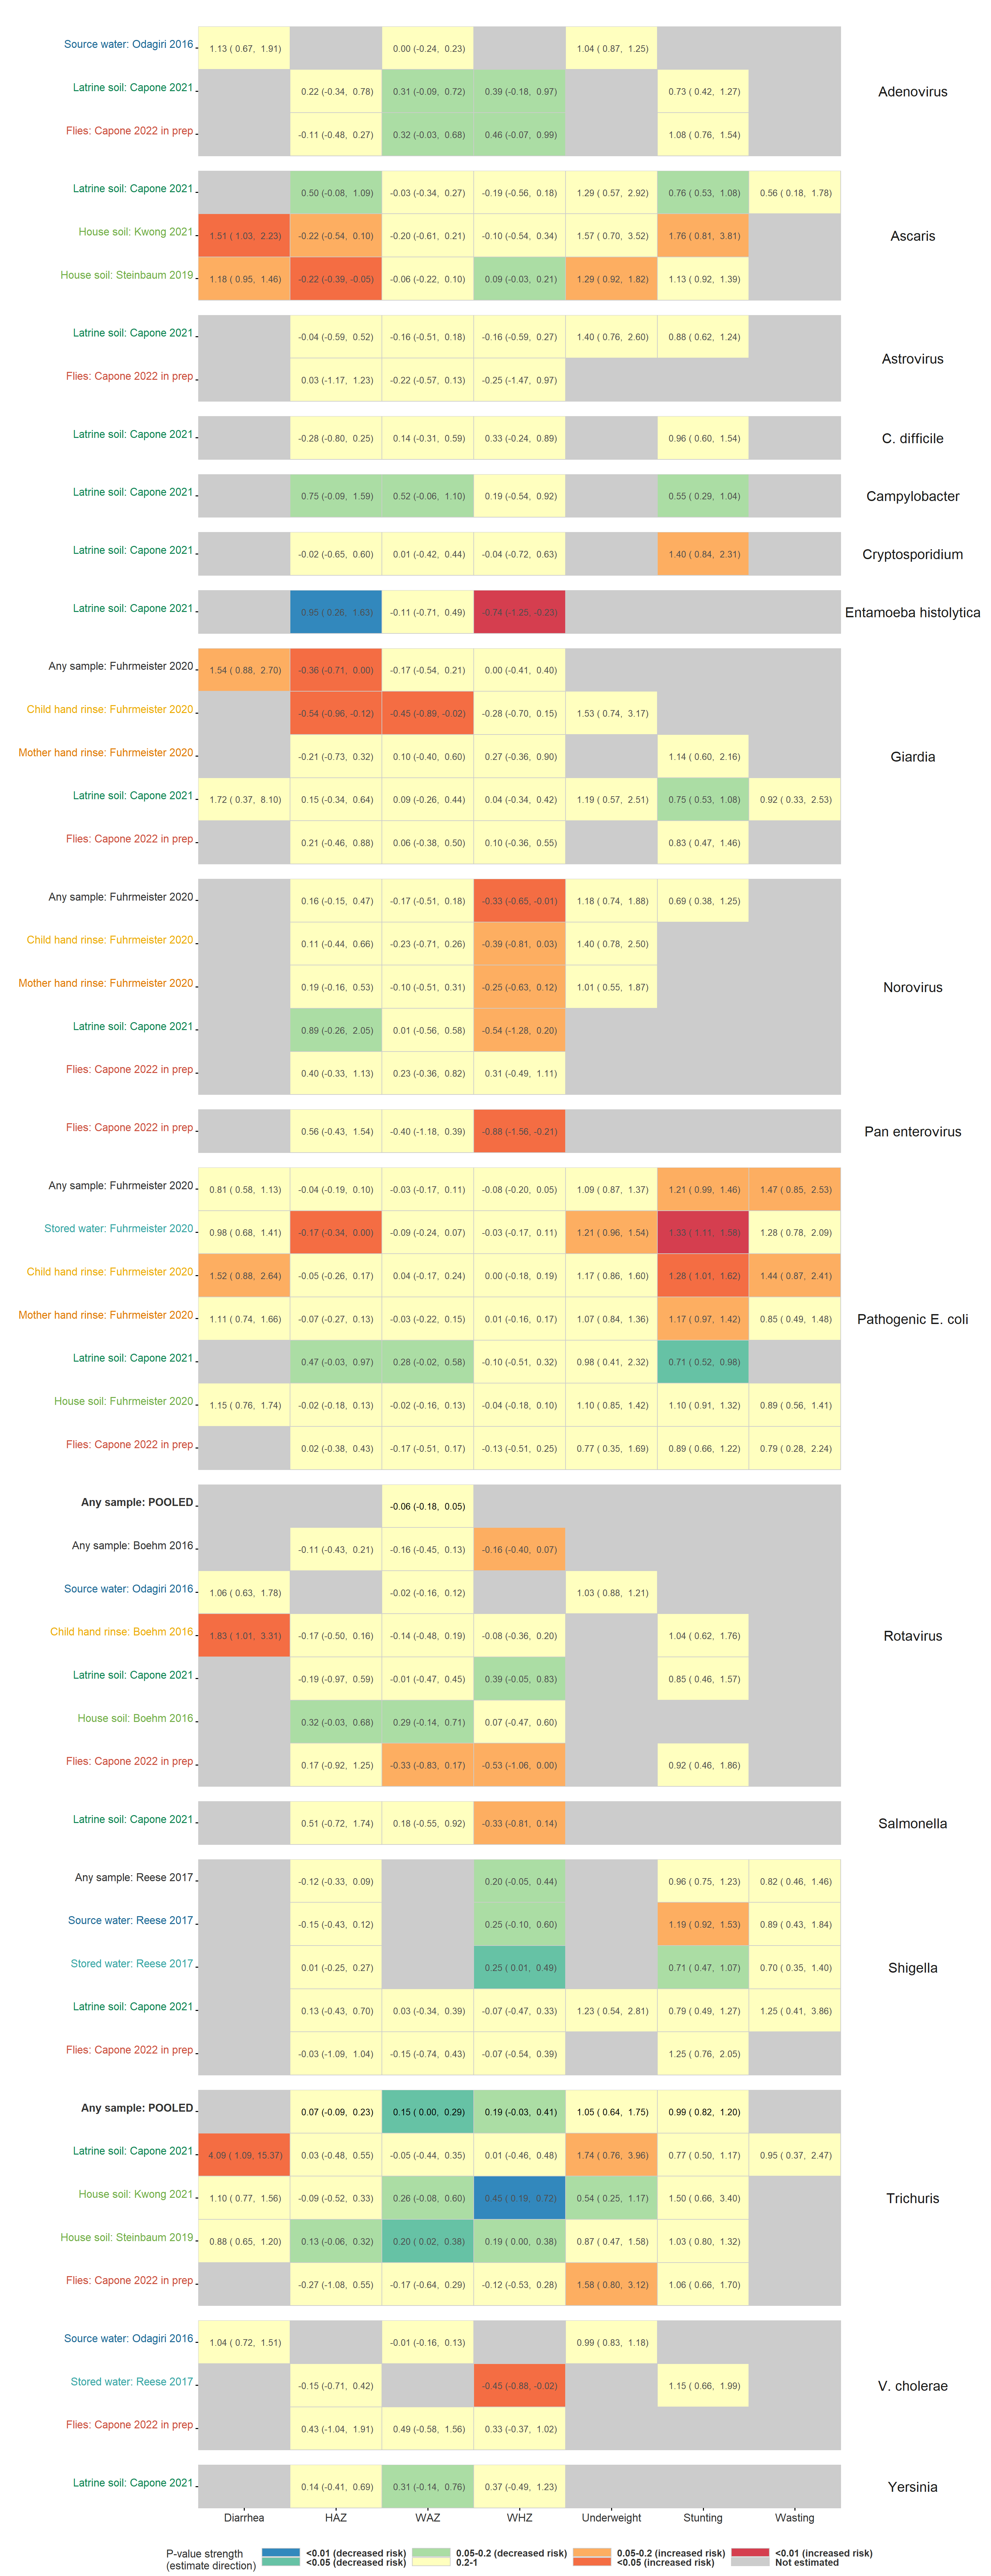 Source water: Odagiri 2016 1.13 ( 0.67, 1.91) 0.00 (-0.24, 0.23) 1.04 ( 0.87, 1.25)
Latrine soil: Capone 2021 0.22 (-0.34, 0.78) 0.31 (-0.09, 0.72) 0.39 (-0.18, 0.97) 0.73 ( 0.42, 1.27) Adenovirus
Flies: Capone 2022 in prep -0.11 (-0.48, 0.27) 0.32 (-0.03, 0.68) 0.46 (-0.07, 0.99) 1.08 ( 0.76, 1.54)
Latrine soil: Capone 2021 0.50 (-0.08, 1.09) -0.03 (-0.34, 0.27) -0.19 (-0.56, 0.18) 1.29 ( 0.57, 2.92) 0.76 ( 0.53, 1.08) 0.56 ( 0.18, 1.78)
House soil: Kwong 2021 1.51 ( 1.03, 2.23) -0.22 (-0.54, 0.10) -0.20 (-0.61, 0.21) -0.10 (-0.54, 0.34) 1.57 ( 0.70, 3.52) 1.76 ( 0.81, 3.81) Ascaris
House soil: Steinbaum 2019 1.18 ( 0.95, 1.46) -0.22 (-0.39, -0.05) -0.06 (-0.22, 0.10) 0.09 (-0.03, 0.21) 1.29 ( 0.92, 1.82) 1.13 ( 0.92, 1.39)
Latrine soil: Capone 2021 -0.04 (-0.59, 0.52) -0.16 (-0.51, 0.18) -0.16 (-0.59, 0.27) 1.40 ( 0.76, 2.60) 0.88 ( 0.62, 1.24)
Astrovirus
Flies: Capone 2022 in prep 0.03 (-1.17, 1.23) -0.22 (-0.57, 0.13) -0.25 (-1.47, 0.97)
Latrine soil: Capone 2021 -0.28 (-0.80, 0.25) 0.14 (-0.31, 0.59) 0.33 (-0.24, 0.89) 0.96 ( 0.60, 1.54) C. difficile
Latrine soil: Capone 2021 0.75 (-0.09, 1.59) 0.52 (-0.06, 1.10) 0.19 (-0.54, 0.92) 0.55 ( 0.29, 1.04) Campylobacter
Latrine soil: Capone 2021 -0.02 (-0.65, 0.60) 0.01 (-0.42, 0.44) -0.04 (-0.72, 0.63) 1.40 ( 0.84, 2.31) Cryptosporidium
Latrine soil: Capone 2021 0.95 ( 0.26, 1.63) -0.11 (-0.71, 0.49) -0.74 (-1.25, -0.23) Entamoeba histolytica
Any sample: Fuhrmeister 2020 1.54 ( 0.88, 2.70) -0.36 (-0.71, 0.00) -0.17 (-0.54, 0.21) 0.00 (-0.41, 0.40)
Child hand rinse: Fuhrmeister 2020 -0.54 (-0.96, -0.12) -0.45 (-0.89, -0.02) -0.28 (-0.70, 0.15) 1.53 ( 0.74, 3.17)
Mother hand rinse: Fuhrmeister 2020 -0.21 (-0.73, 0.32) 0.10 (-0.40, 0.60) 0.27 (-0.36, 0.90) 1.14 ( 0.60, 2.16) Giardia
Latrine soil: Capone 2021 1.72 ( 0.37, 8.10) 0.15 (-0.34, 0.64) 0.09 (-0.26, 0.44) 0.04 (-0.34, 0.42) 1.19 ( 0.57, 2.51) 0.75 ( 0.53, 1.08) 0.92 ( 0.33, 2.53)
Flies: Capone 2022 in prep 0.21 (-0.46, 0.88) 0.06 (-0.38, 0.50) 0.10 (-0.36, 0.55) 0.83 ( 0.47, 1.46)
Any sample: Fuhrmeister 2020 0.16 (-0.15, 0.47) -0.17 (-0.51, 0.18) -0.33 (-0.65, -0.01) 1.18 ( 0.74, 1.88) 0.69 ( 0.38, 1.25)
Child hand rinse: Fuhrmeister 2020 0.11 (-0.44, 0.66) -0.23 (-0.71, 0.26) -0.39 (-0.81, 0.03) 1.40 ( 0.78, 2.50)
Mother hand rinse: Fuhrmeister 2020 0.19 (-0.16, 0.53) -0.10 (-0.51, 0.31) -0.25 (-0.63, 0.12) 1.01 ( 0.55, 1.87) Norovirus
Latrine soil: Capone 2021 0.89 (-0.26, 2.05) 0.01 (-0.56, 0.58) -0.54 (-1.28, 0.20)
Flies: Capone 2022 in prep 0.40 (-0.33, 1.13) 0.23 (-0.36, 0.82) 0.31 (-0.49, 1.11)
Flies: Capone 2022 in prep 0.56 (-0.43, 1.54) -0.40 (-1.18, 0.39) -0.88 (-1.56, -0.21) Pan enterovirus
Any sample: Fuhrmeister 2020 0.81 ( 0.58, 1.13) -0.04 (-0.19, 0.10) -0.03 (-0.17, 0.11) -0.08 (-0.20, 0.05) 1.09 ( 0.87, 1.37) 1.21 ( 0.99, 1.46) 1.47 ( 0.85, 2.53)
Stored water: Fuhrmeister 2020 0.98 ( 0.68, 1.41) -0.17 (-0.34, 0.00) -0.09 (-0.24, 0.07) -0.03 (-0.17, 0.11) 1.21 ( 0.96, 1.54) 1.33 ( 1.11, 1.58) 1.28 ( 0.78, 2.09)
Child hand rinse: Fuhrmeister 2020 1.52 ( 0.88, 2.64) -0.05 (-0.26, 0.17) 0.04 (-0.17, 0.24) 0.00 (-0.18, 0.19) 1.17 ( 0.86, 1.60) 1.28 ( 1.01, 1.62) 1.44 ( 0.87, 2.41)
Mother hand rinse: Fuhrmeister 2020 1.11 ( 0.74, 1.66) -0.07 (-0.27, 0.13) -0.03 (-0.22, 0.15) 0.01 (-0.16, 0.17) 1.07 ( 0.84, 1.36) 1.17 ( 0.97, 1.42) 0.85 ( 0.49, 1.48) Pathogenic E. coli
Latrine soil: Capone 2021 0.47 (-0.03, 0.97) 0.28 (-0.02, 0.58) -0.10 (-0.51, 0.32) 0.98 ( 0.41, 2.32) 0.71 ( 0.52, 0.98)
House soil: Fuhrmeister 2020 1.15 ( 0.76, 1.74) -0.02 (-0.18, 0.13) -0.02 (-0.16, 0.13) -0.04 (-0.18, 0.10) 1.10 ( 0.85, 1.42) 1.10 ( 0.91, 1.32) 0.89 ( 0.56, 1.41)
Flies: Capone 2022 in prep 0.02 (-0.38, 0.43) -0.17 (-0.51, 0.17) -0.13 (-0.51, 0.25) 0.77 ( 0.35, 1.69) 0.89 ( 0.66, 1.22) 0.79 ( 0.28, 2.24)
Any sample: POOLED -0.06 (-0.18, 0.05)
Any sample: Boehm 2016 -0.11 (-0.43, 0.21) -0.16 (-0.45, 0.13) -0.16 (-0.40, 0.07)
Source water: Odagiri 2016 1.06 ( 0.63, 1.78) -0.02 (-0.16, 0.12) 1.03 ( 0.88, 1.21)
Child hand rinse: Boehm 2016 1.83 ( 1.01, 3.31) -0.17 (-0.50, 0.16) -0.14 (-0.48, 0.19) -0.08 (-0.36, 0.20) 1.04 ( 0.62, 1.76) Rotavirus
Latrine soil: Capone 2021 -0.19 (-0.97, 0.59) -0.01 (-0.47, 0.45) 0.39 (-0.05, 0.83) 0.85 ( 0.46, 1.57)
House soil: Boehm 2016 0.32 (-0.03, 0.68) 0.29 (-0.14, 0.71) 0.07 (-0.47, 0.60)
Flies: Capone 2022 in prep 0.17 (-0.92, 1.25) -0.33 (-0.83, 0.17) -0.53 (-1.06, 0.00) 0.92 ( 0.46, 1.86)
Latrine soil: Capone 2021 0.51 (-0.72, 1.74) 0.18 (-0.55, 0.92) -0.33 (-0.81, 0.14) Salmonella
Any sample: Reese 2017 -0.12 (-0.33, 0.09) 0.20 (-0.05, 0.44) 0.96 ( 0.75, 1.23) 0.82 ( 0.46, 1.46)
Source water: Reese 2017 -0.15 (-0.43, 0.12) 0.25 (-0.10, 0.60) 1.19 ( 0.92, 1.53) 0.89 ( 0.43, 1.84)
Stored water: Reese 2017 0.01 (-0.25, 0.27) 0.25 ( 0.01, 0.49) 0.71 ( 0.47, 1.07) 0.70 ( 0.35, 1.40) Shigella
Latrine soil: Capone 2021 0.13 (-0.43, 0.70) 0.03 (-0.34, 0.39) -0.07 (-0.47, 0.33) 1.23 ( 0.54, 2.81) 0.79 ( 0.49, 1.27) 1.25 ( 0.41, 3.86)
Flies: Capone 2022 in prep -0.03 (-1.09, 1.04) -0.15 (-0.74, 0.43) -0.07 (-0.54, 0.39) 1.25 ( 0.76, 2.05)
Any sample: POOLED 0.07 (-0.09, 0.23) 0.15 ( 0.00, 0.29) 0.19 (-0.03, 0.41) 1.05 ( 0.64, 1.75) 0.99 ( 0.82, 1.20)
Latrine soil: Capone 2021 4.09 ( 1.09, 15.37) 0.03 (-0.48, 0.55) -0.05 (-0.44, 0.35) 0.01 (-0.46, 0.48) 1.74 ( 0.76, 3.96) 0.77 ( 0.50, 1.17) 0.95 ( 0.37, 2.47)
House soil: Kwong 2021 1.10 ( 0.77, 1.56) -0.09 (-0.52, 0.33) 0.26 (-0.08, 0.60) 0.45 ( 0.19, 0.72) 0.54 ( 0.25, 1.17) 1.50 ( 0.66, 3.40) Trichuris
House soil: Steinbaum 2019 0.88 ( 0.65, 1.20) 0.13 (-0.06, 0.32) 0.20 ( 0.02, 0.38) 0.19 ( 0.00, 0.38) 0.87 ( 0.47, 1.58) 1.03 ( 0.80, 1.32)
Flies: Capone 2022 in prep -0.27 (-1.08, 0.55) -0.17 (-0.64, 0.29) -0.12 (-0.53, 0.28) 1.58 ( 0.80, 3.12) 1.06 ( 0.66, 1.70)
Source water: Odagiri 2016 1.04 ( 0.72, 1.51) -0.01 (-0.16, 0.13) 0.99 ( 0.83, 1.18)
Stored water: Reese 2017 -0.15 (-0.71, 0.42) -0.45 (-0.88, -0.02) 1.15 ( 0.66, 1.99) V. cholerae
Flies: Capone 2022 in prep 0.43 (-1.04, 1.91) 0.49 (-0.58, 1.56) 0.33 (-0.37, 1.02)
Latrine soil: Capone 2021 0.14 (-0.41, 0.69) 0.31 (-0.14, 0.76) 0.37 (-0.49, 1.23) Yersinia
Diarrhea HAZ WAZ WHZ Underweight Stunting Wasting
P-value strength <0.01 (decreased risk) 0.05-0.2 (decreased risk) 0.05-0.2 (increased risk) <0.01 (increased risk)
(estimate direction) <0.05 (decreased risk) 0.2-1 <0.05 (increased risk) Not estimated